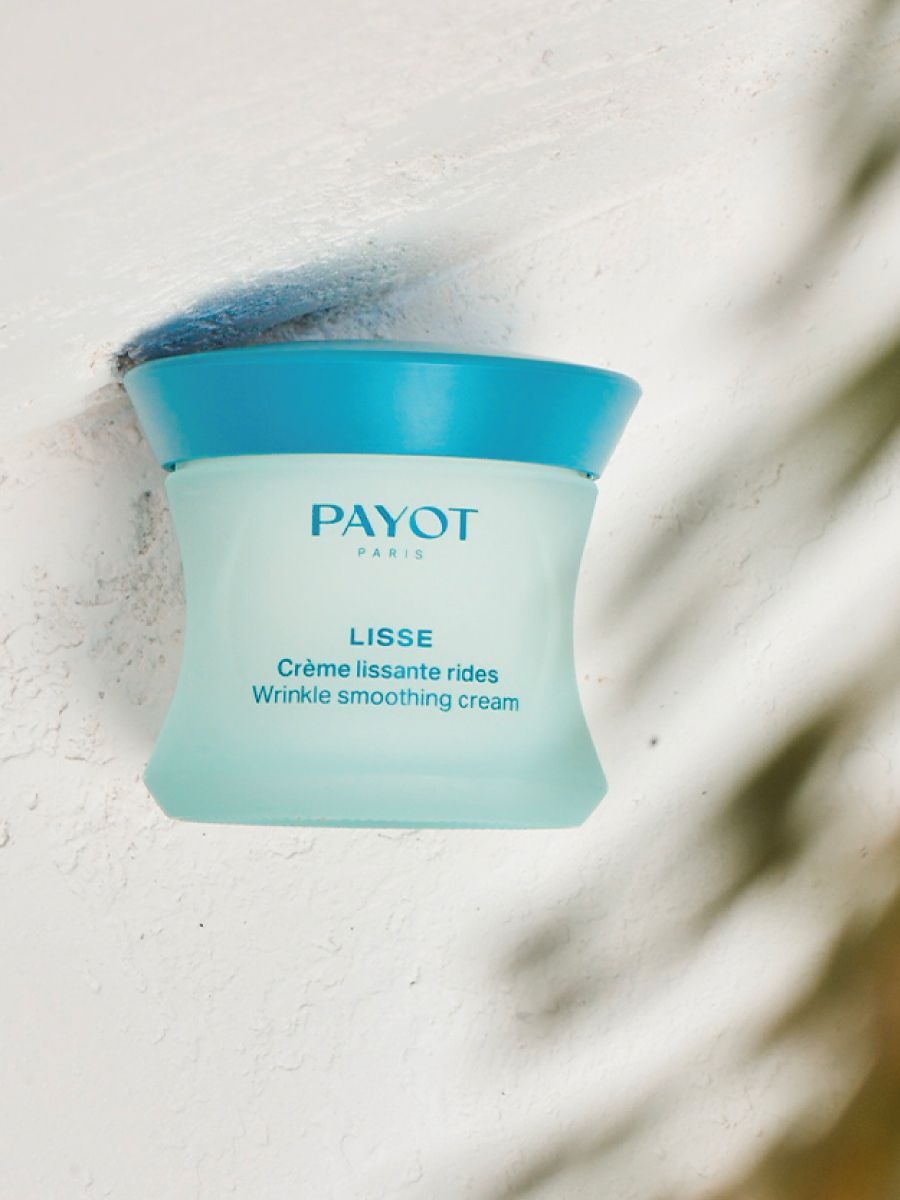 PAYOT
PARIS
LISSE
Crème lissante rides
Wrinkle smoothing cream